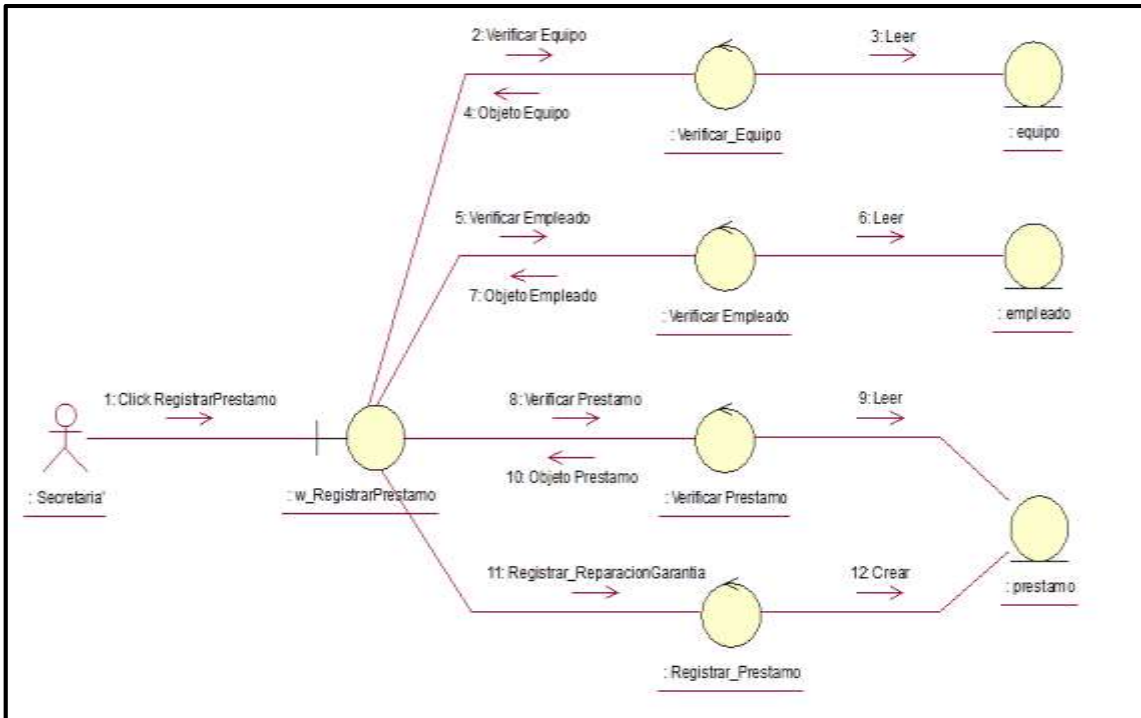 2: Verificar Equipo
3: Leer
4: Objeto Equipo
: Verificar_Equipo
: equipo
5: Verificar Empleado
6: Leer
7: Objeto Empleado
: Verificar Empleado
: empleado
1: Click RegistrarPrestamo
8: Verificar Prestamo
9: Leer
10: Objeto Prestamo
: Secretaria'
: w_RegistrarPrestamo
: Verificar Prestamo
11: Registrar_ReparacionGarantia
12: Crear
: prestamo
: Registrar_Prestamo